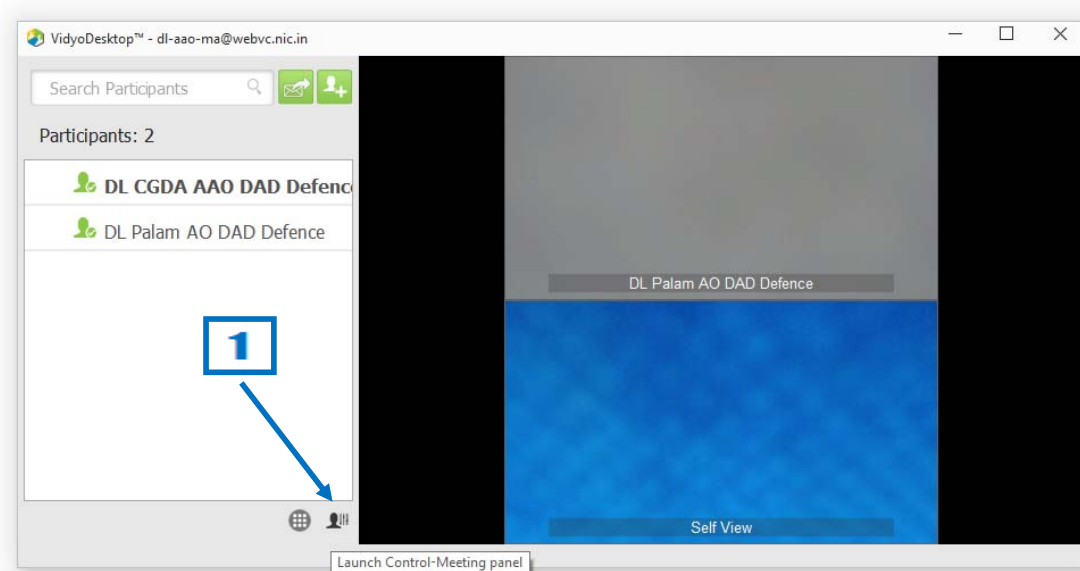 VidyoDesktop™ - dl-aao-ma@webvc.nic.in
Search Participants
Participants: 2
DL CGDA AAO DAD Defenc
DL Palam AO DAD Defence
DL Palam AO DAD Defence
1
Self View
Launch Control-Meeting panel